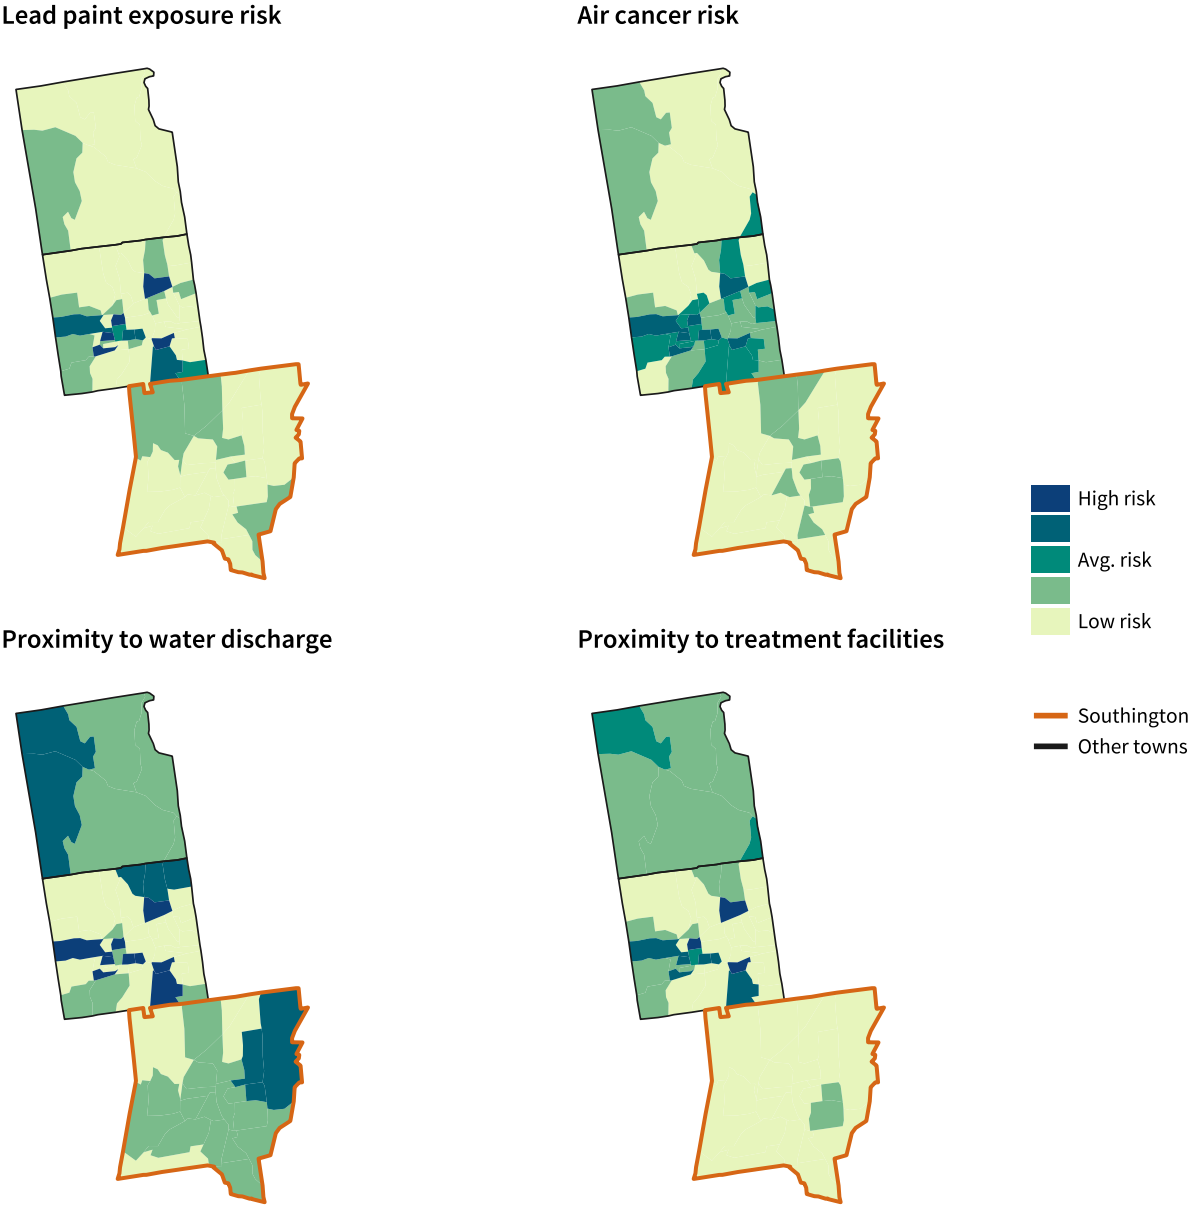 Lead paint exposure risk
Air cancer risk
High risk
Avg. risk
Low risk
Proximity to water discharge
Proximity to treatment facilities
Southington
Other towns